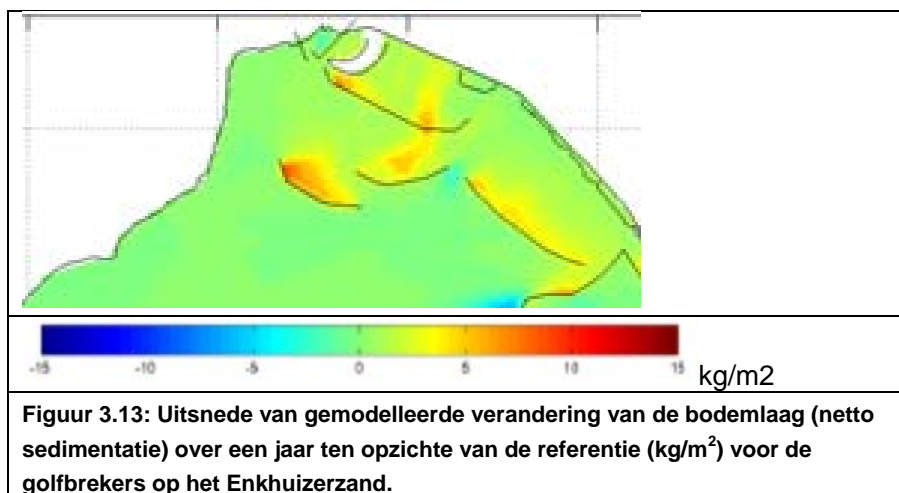 -15 -10 -5 0 5 10 15 kg/m2
Figuur 3.13: Uitsnede van gemodelleerde verandering van de bodemlaag (netto
sedimentatie) over een jaar ten opzichte van de referentie (kg/m²) voor de
golfbrekers op het Enkhuizerzand.